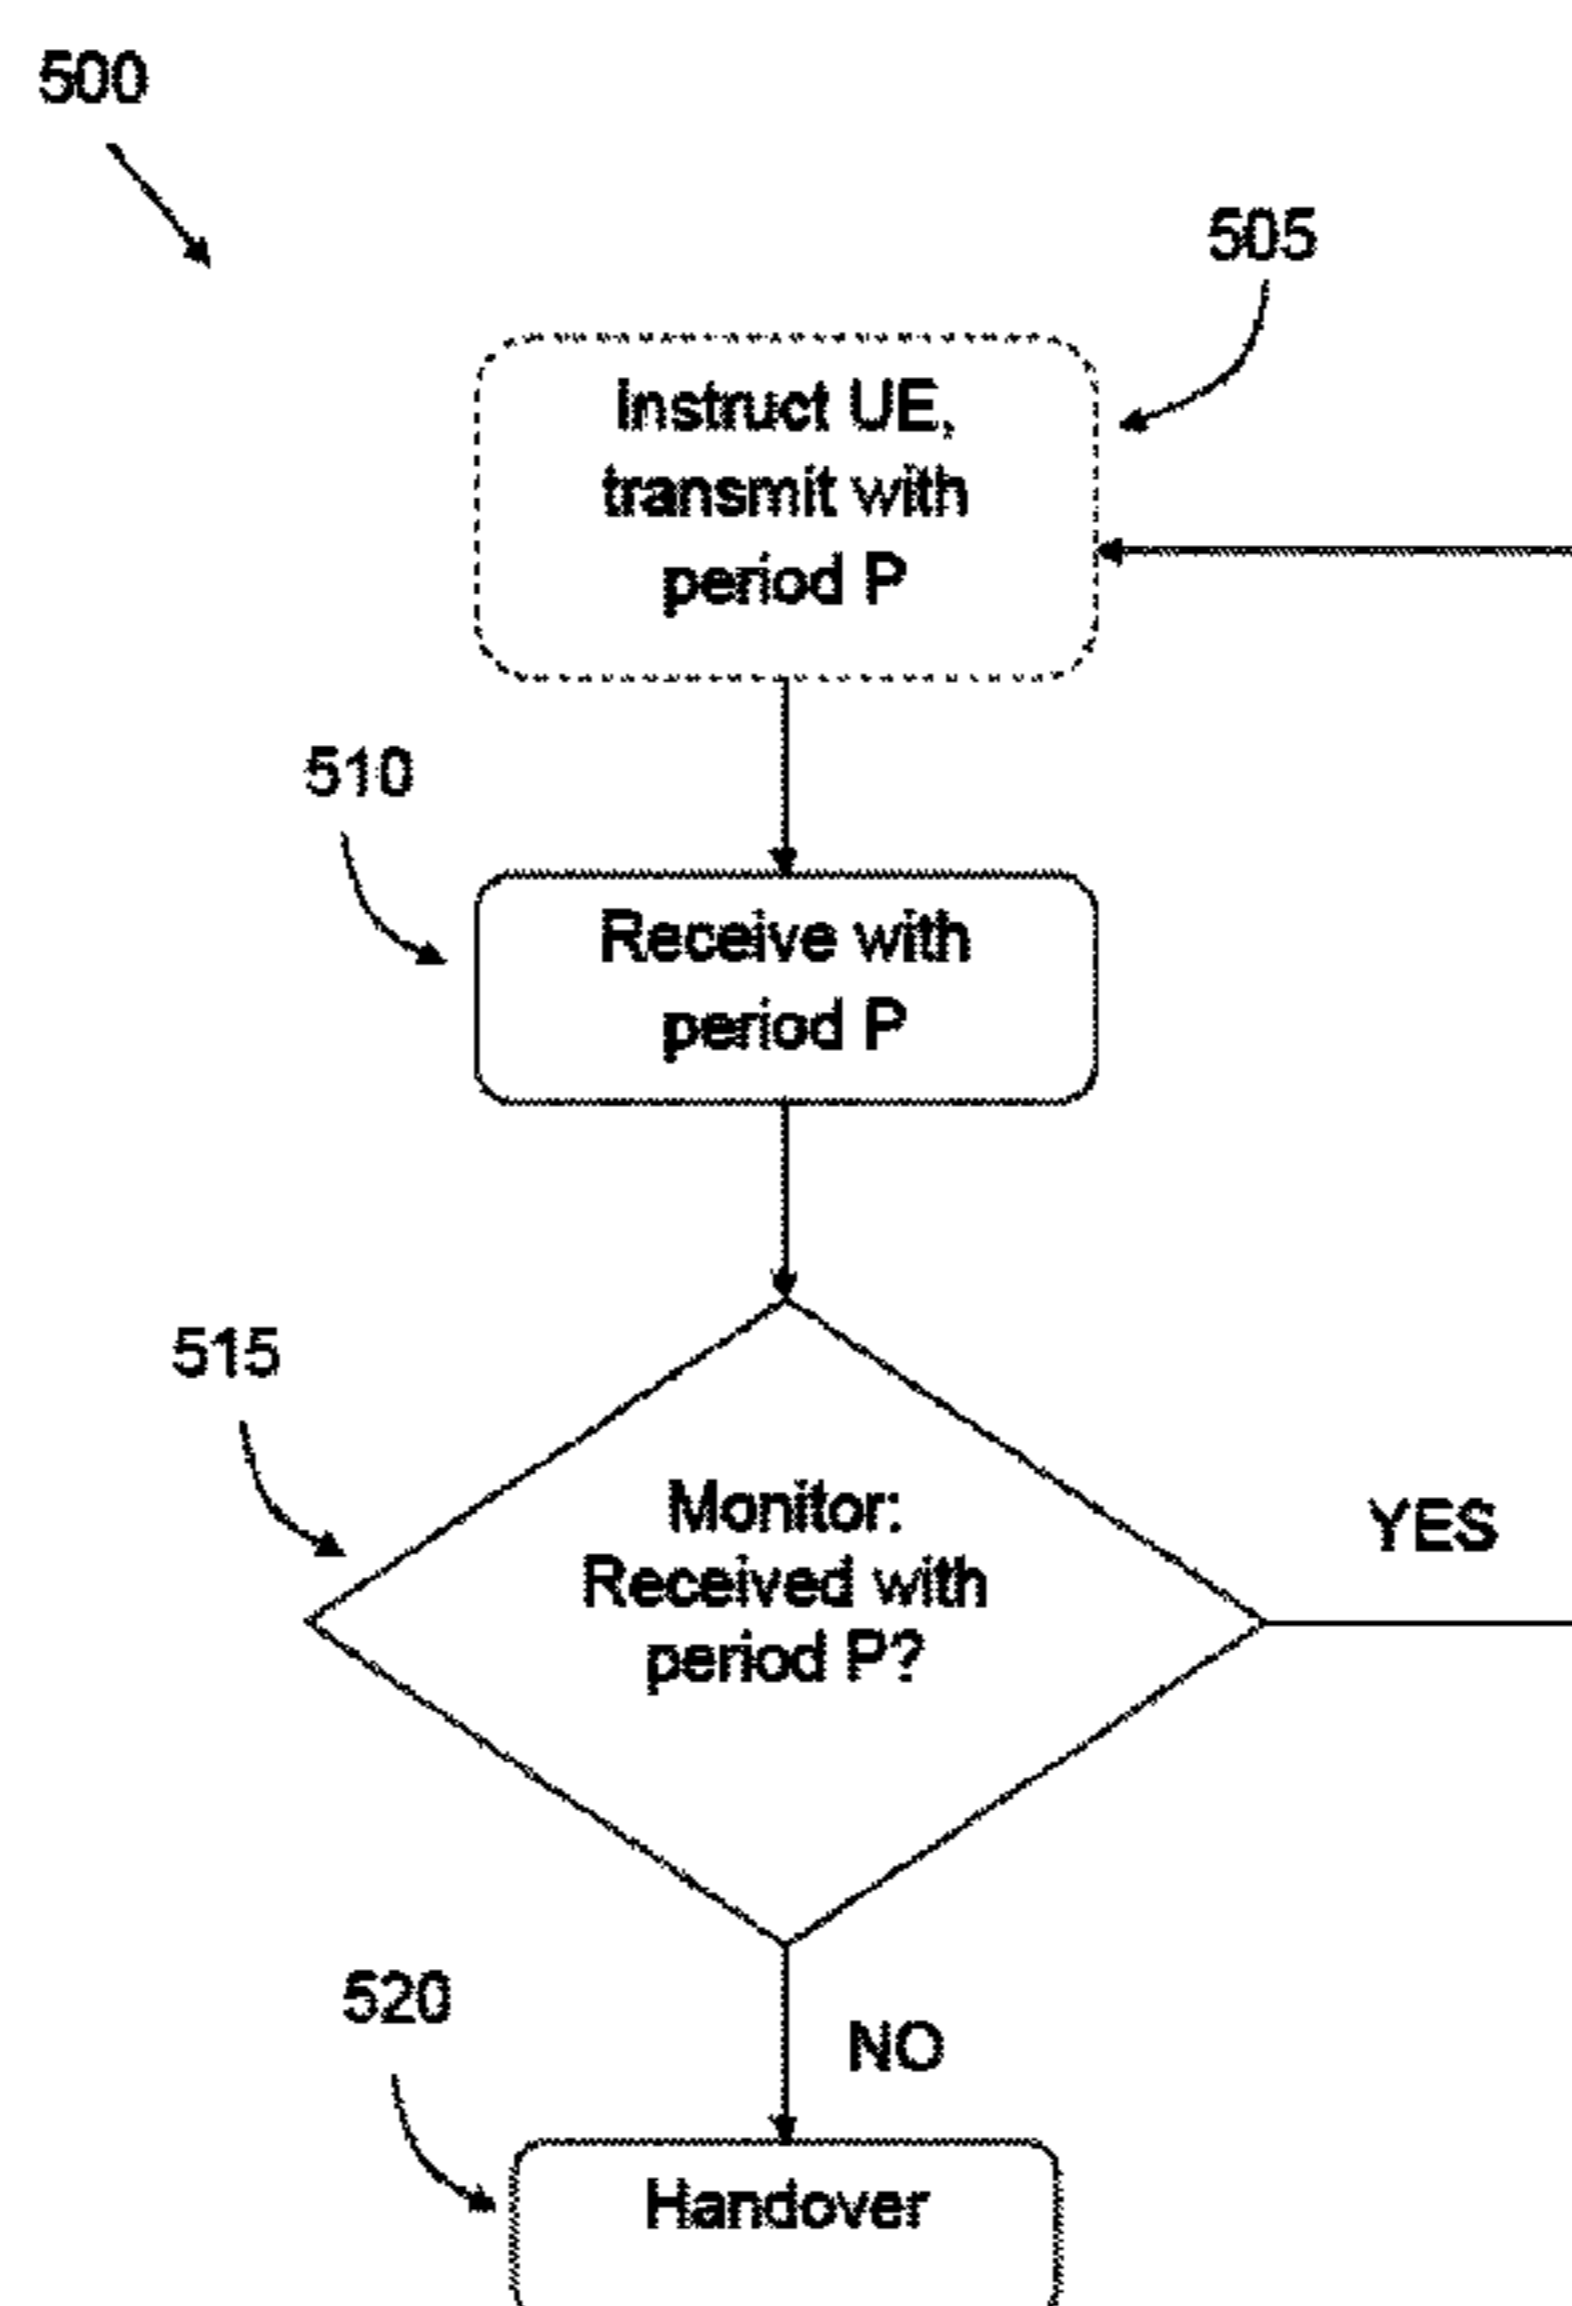 500
505
Instruct UE,
transmit with
period P
510
Receive with
period P
515
Monitor:
Received with
period P?
YES
520
NO
Handover